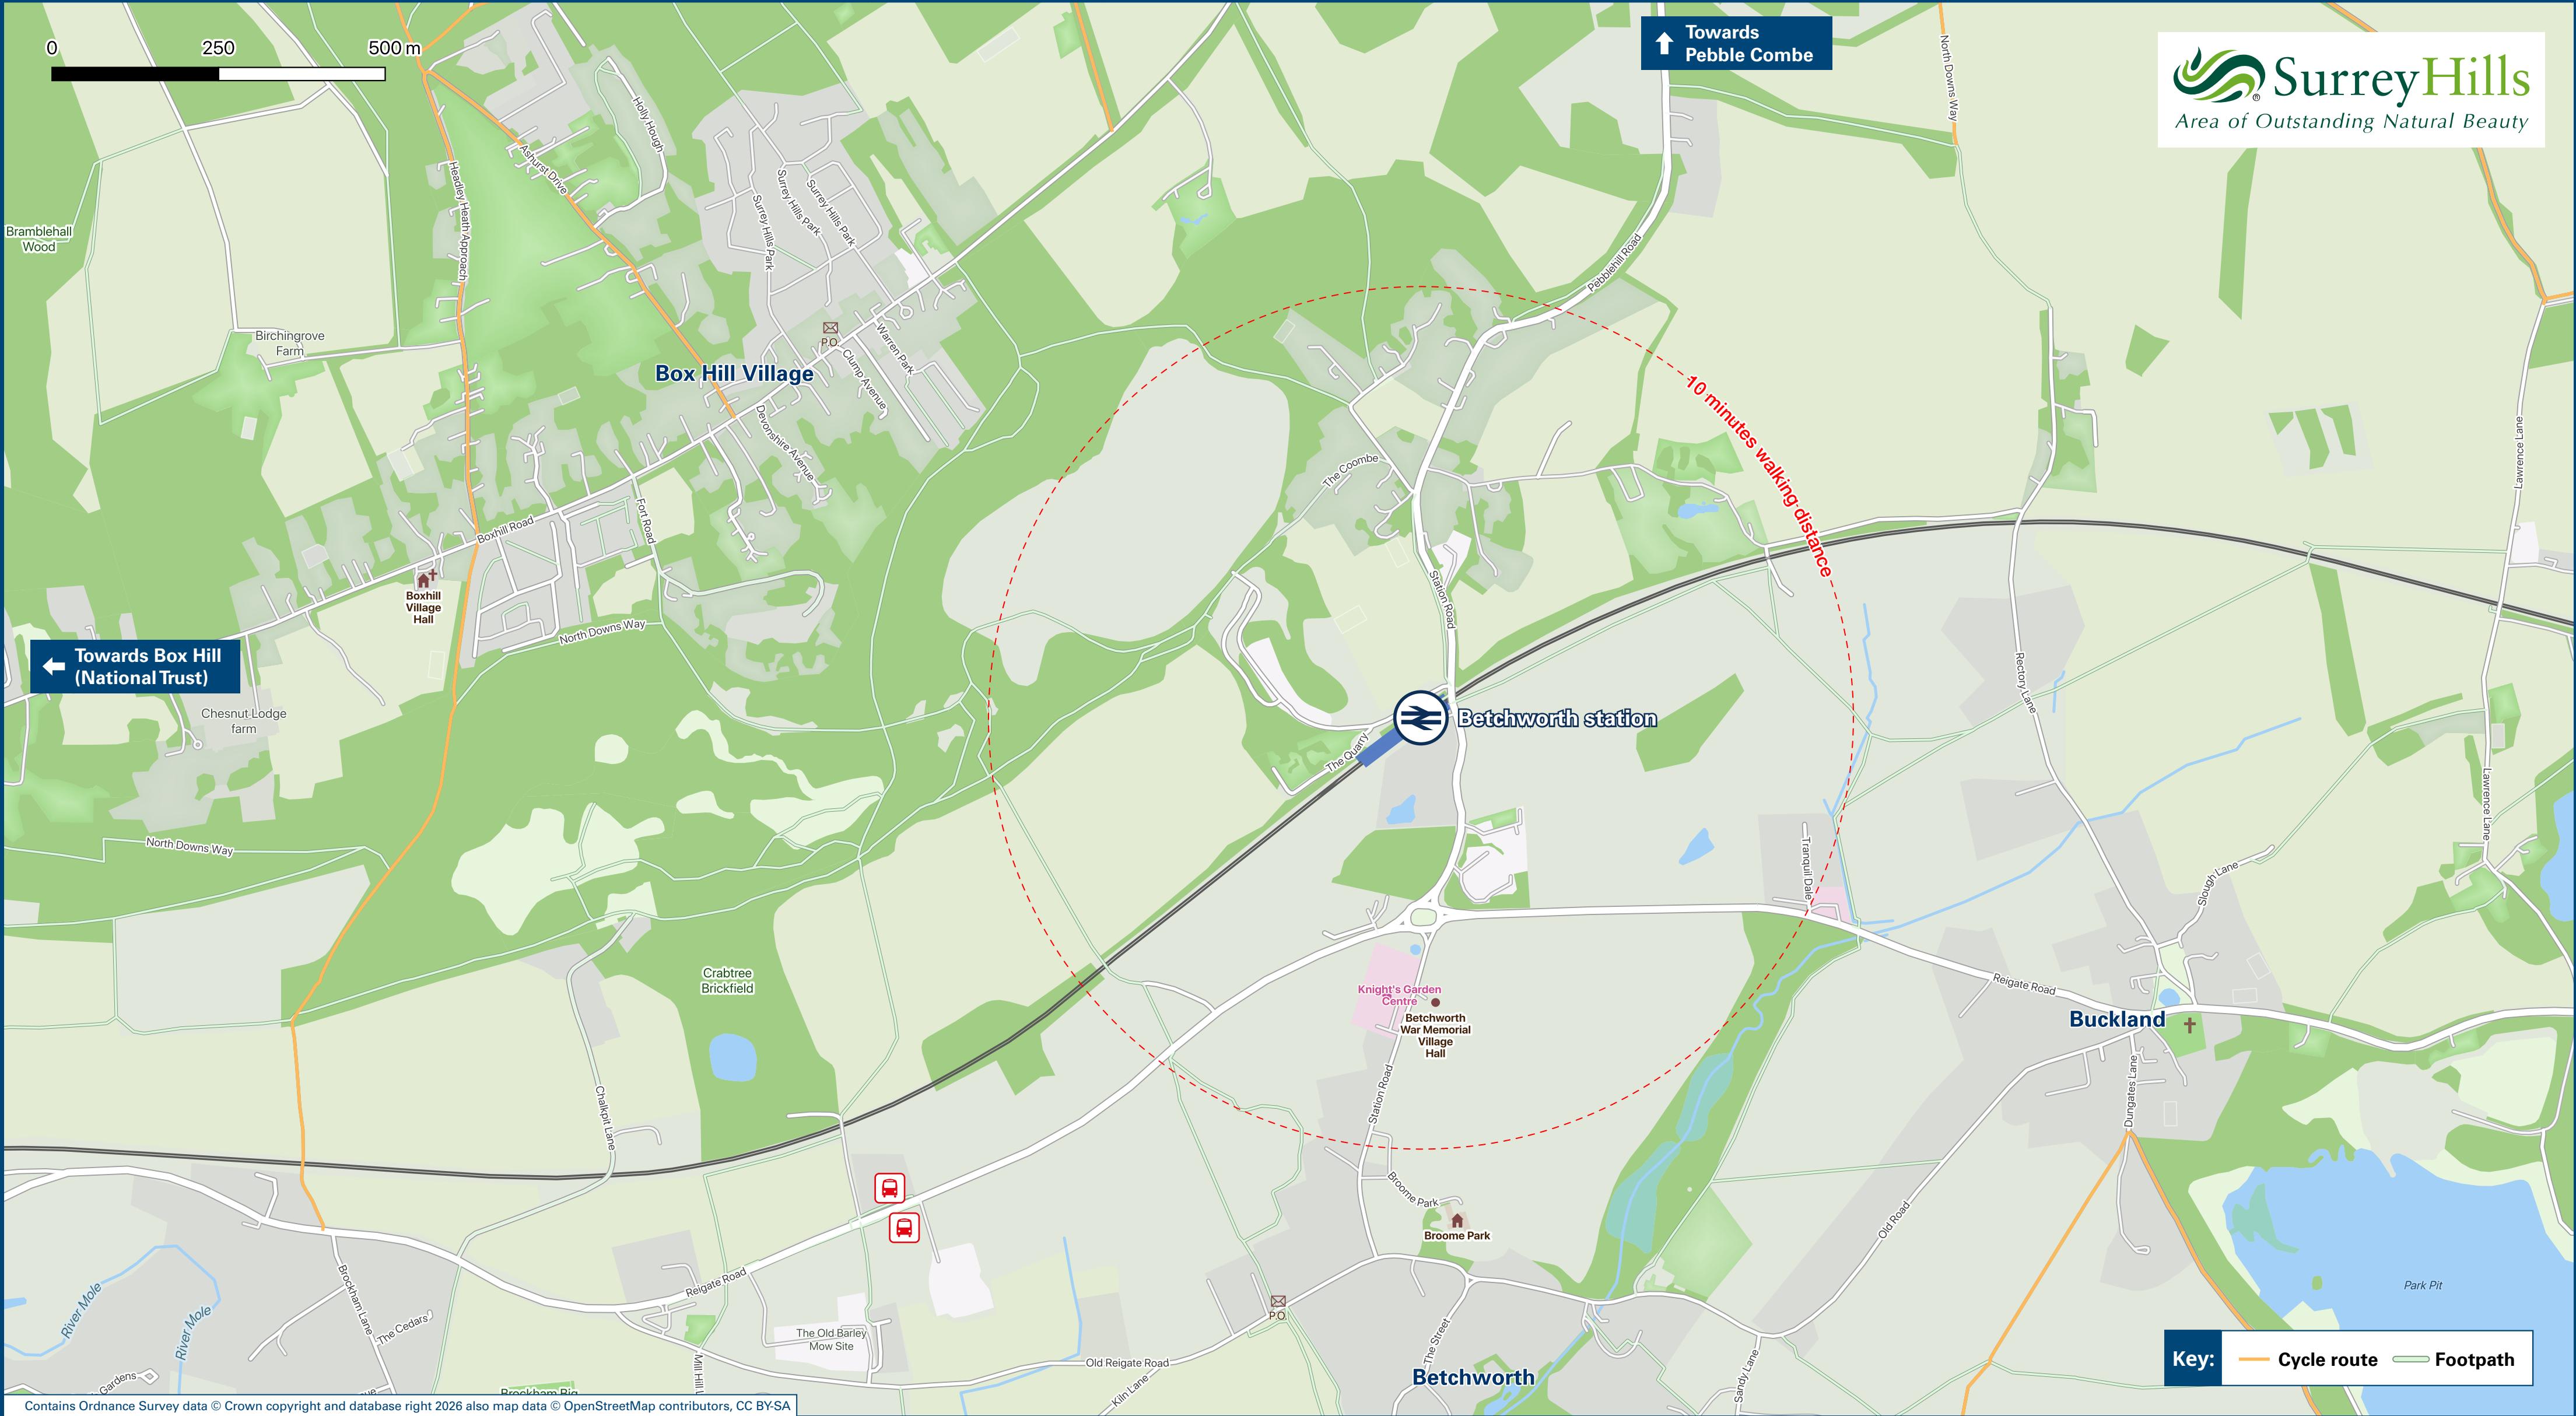 0 250 500 m
Towards
Pebble Combe
SurreyHills
®
Area of Outstanding Natural Beauty
North Downs Way
Holly Hough
Ashurst Drive
Headley Heath Approach
Surrey Hills Park
Surrey Hills Park
Surrey Hills Park
Bramblehall
Wood
Pebblehill Road
Birchingrove
Farm
P.O.
Warren Park
Clump Avenue
Box Hill Village
10 minutes walking distance
Devonshire Avenue
Lawrence Lane
The Coombe
Fort Road
Boxhill Road
Boxhill
Village
Hall
Station Road
North Downs Way
Towards Box Hill
(National Trust)
Rectory Lane
Chesnut Lodge
farm
Betchworth station
The Quarry
Lawrence Lane
North Downs Way
Tranquil Dale
Slough Lane
Crabtree
Brickfield
Knight's Garden
Centre
Reigate Road
Betchworth
War Memorial
Village
Hall
Buckland
Chalkpit Lane
Station Road
Dungates Lane
Broome Park
Broome Park
Old Road
Reigate Road
Park Pit
River Mole
River Mole
Brockham Lane
The Cedars
P.O.
The Old Barley
Mow Site
The Street
Old Reigate Road
Sandy Lane
Mill Hill L
Kiln Lane
Betchworth
Gardens
Brockham Big
Key: Cycle route Footpath
Contains Ordnance Survey data © Crown copyright and database right 2026 also map data © OpenStreetMap contributors, CC BY-SA